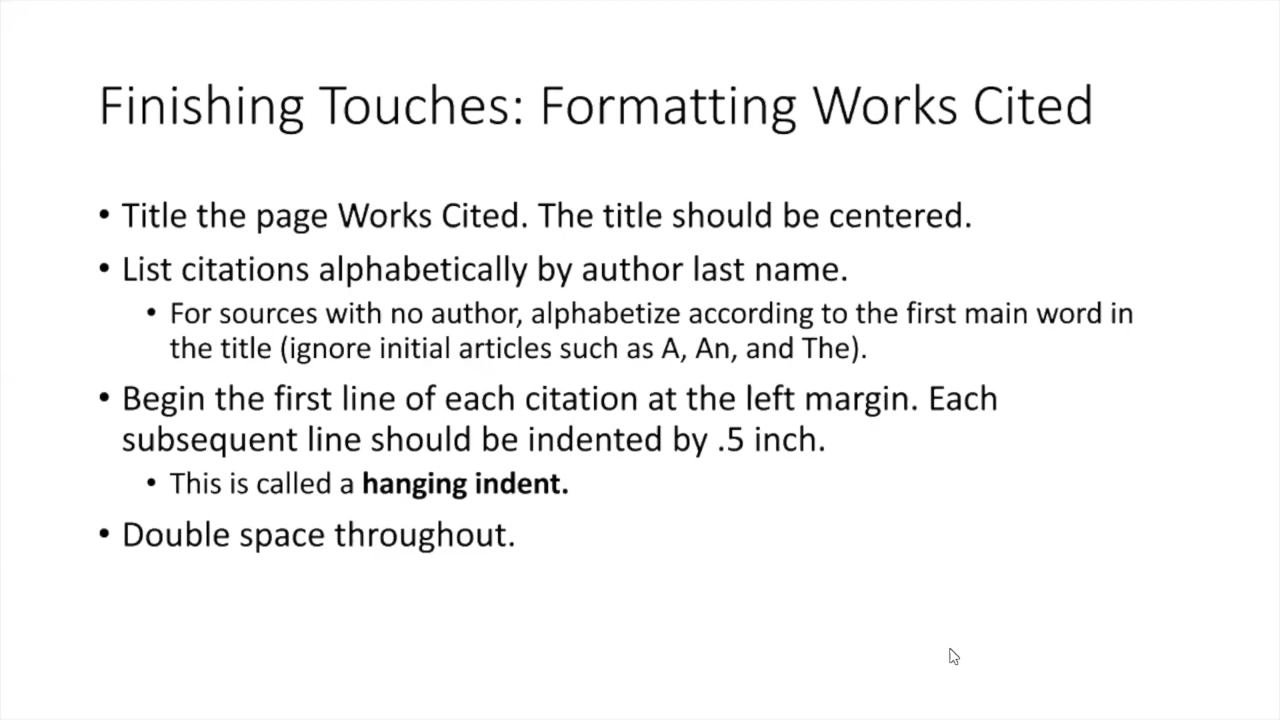 Finishing Touches: Formatting Works Cited
• Title the page Works Cited. The title should be centered.
• List citations alphabetically by author last name.
• For sources with no author, alphabetize according to the first main word in
the title (ignore initial articles such as A, An, and The).
• Begin the first line of each citation at the left margin. Each
subsequent line should be indented by .5 inch.
• This is called a hanging indent.
• Double space throughout.